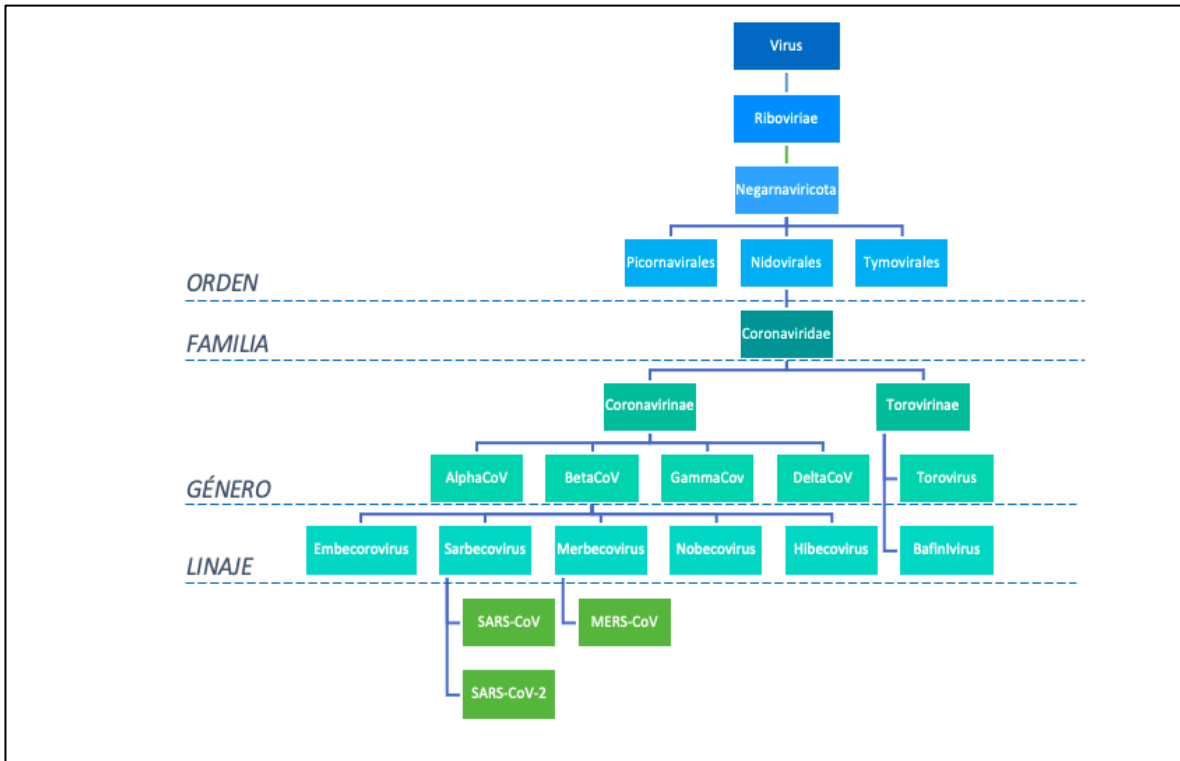 Virus
Riboviriae
Negarnaviricota
Picornavirales
Nidovirales
Tymovirales
ORDEN
Coronaviridae
FAMILIA
Coronavirinae
Torovirinae
AlphaCoV
BetaCoV
GammaCov
DeltaCoV
Torovirus
GÉNERO
Embecorovirus
Sarbecovirus
Merbecovirus
Nobecovirus
Hibecovirus
Bafinivirus
LINAJE
SARS-CoV
MERS-CoV
SARS-CoV-2